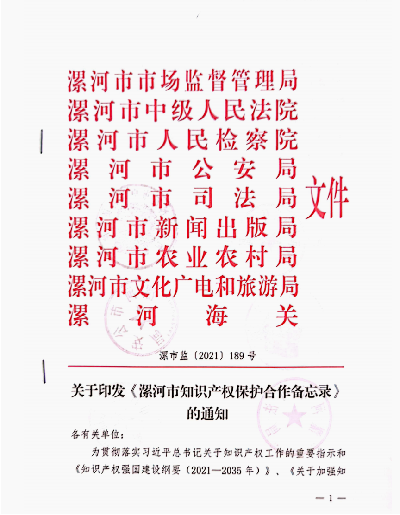 漯河市市场监督管理局
漯河市中级人民法院
漯河市人民检察院
漯河市公安局
漯河市司法局
文件
漯河市新闻出版局
漯河市农业农村局
漯河市文化广电和旅游局
漯河海关
漯市监〔2021〕189号
关于印发《漯河市知识产权保护合作备忘录》
的通知
各有关单位:
为贯彻落实习近平总书记关于知识产权工作的重要指示和
《知识产权强国建设纲要(2021—2035年)》、《关于加强知
— 1 —